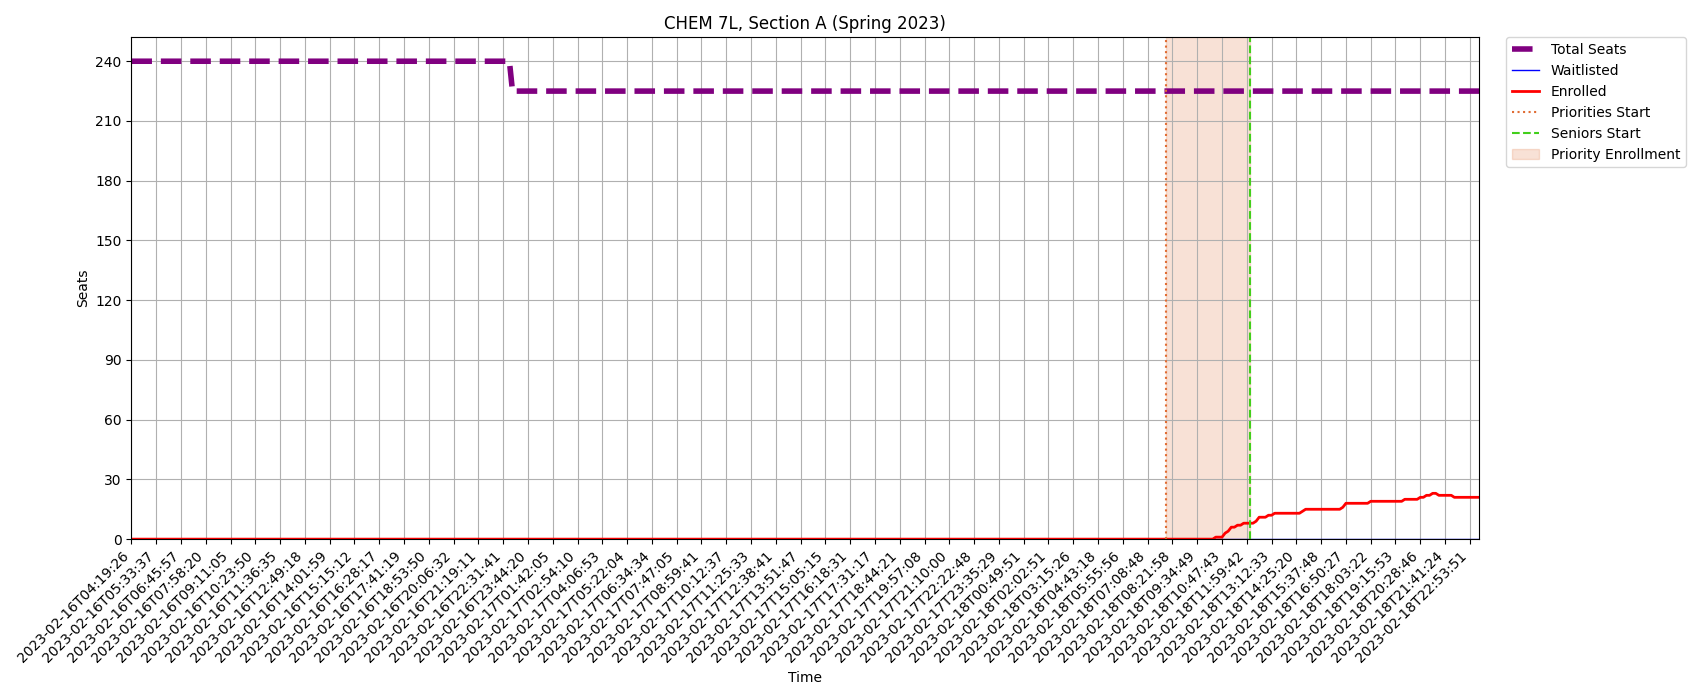 CHEM 7L, Section A (Spring 2023)
Total Seats
Waitlisted
Enrolled
Priorities Start
Seniors Start
Priority Enrollment
Seats
240
210
180
150
120
90
60
30
0
2023-02-16T04:19:26
2023-02-16T05:33:37
2023-02-16T06:45:57
2023-02-16T07:58:20
2023-02-16T09:11:05
2023-02-16T10:23:50
2023-02-16T11:36:35
2023-02-16T12:49:18
2023-02-16T14:01:59
2023-02-16T15:15:12
2023-02-16T16:28:17
2023-02-16T17:41:19
2023-02-16T18:53:50
2023-02-16T20:06:32
2023-02-16T21:19:11
2023-02-16T22:31:41
2023-02-16T23:44:20
2023-02-17T01:42:05
2023-02-17T02:54:10
2023-02-17T04:06:53
2023-02-17T05:22:04
2023-02-17T06:34:34
2023-02-17T07:47:05
2023-02-17T08:59:41
2023-02-17T10:12:37
2023-02-17T11:25:33
2023-02-17T12:38:41
2023-02-17T13:51:47
2023-02-17T15:05:15
2023-02-17T16:18:31
2023-02-17T17:31:17
2023-02-17T18:44:21
2023-02-17T19:57:08
2023-02-17T21:10:00
2023-02-17T22:22:48
2023-02-17T23:35:29
2023-02-18T00:49:51
2023-02-18T02:02:51
2023-02-18T03:15:26
2023-02-18T04:43:18
2023-02-18T05:55:56
2023-02-18T07:08:48
2023-02-18T08:21:58
2023-02-18T09:34:49
2023-02-18T10:47:43
2023-02-18T11:59:42
2023-02-18T13:12:33
2023-02-18T14:25:20
2023-02-18T15:37:48
2023-02-18T16:50:27
2023-02-18T18:03:22
2023-02-18T19:15:53
2023-02-18T20:28:46
2023-02-18T21:41:24
2023-02-18T22:53:51
Time